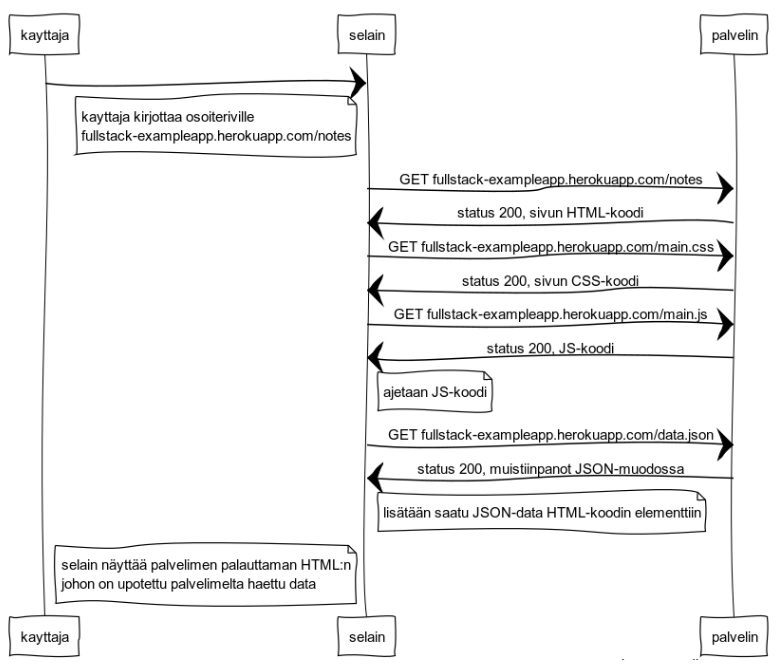 kayttaja
selain
palvelin
kayttaja kirjottaa osoiteriville
fullstack-exampleapp.herokuapp.com/notes
GET fullstack-exampleapp.herokuapp.com/notes
status 200, sivun HTML-koodi
GET fullstack-exampleapp.herokuapp.com/main.css
status 200, sivun CSS-koodi
GET fullstack-exampleapp.herokuapp.com/main.js
status 200, JS-koodi
ajetaan JS-koodi
GET fullstack-exampleapp.herokuapp.com/data.json
status 200, muistiinpanot JSON-muodossa
lisätään saatu JSON-data HTML-koodin elementtiin
selain näyttää palvelimen palauttaman HTML:n
johon on upotettu palvelimelta haettu data
kayttaja
selain
palvelin